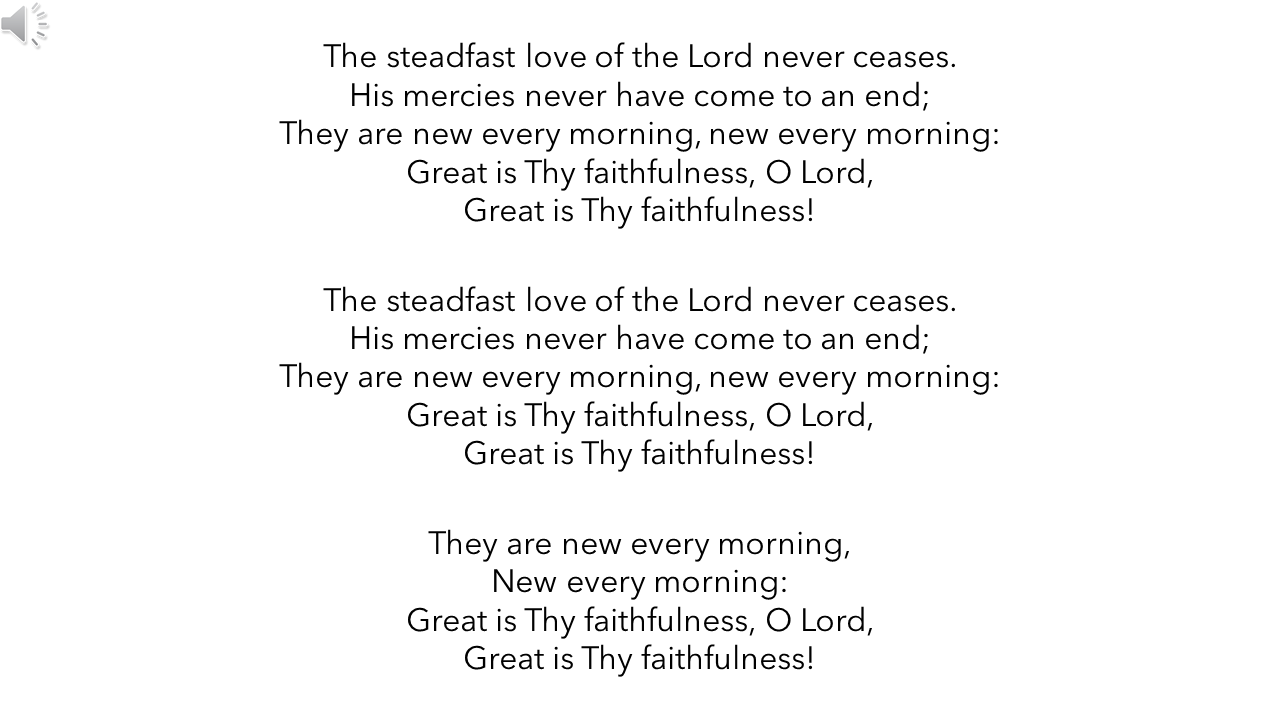 The steadfast love of the Lord never ceases.
His mercies never have come to an end;
They are new every morning, new every morning:
Great is Thy faithfulness, O Lord,
Great is Thy faithfulness!
The steadfast love of the Lord never ceases.
His mercies never have come to an end;
They are new every morning, new every morning:
Great is Thy faithfulness, O Lord,
Great is Thy faithfulness!
They are new every morning,
New every morning:
Great is Thy faithfulness, O Lord,
Great is Thy faithfulness!